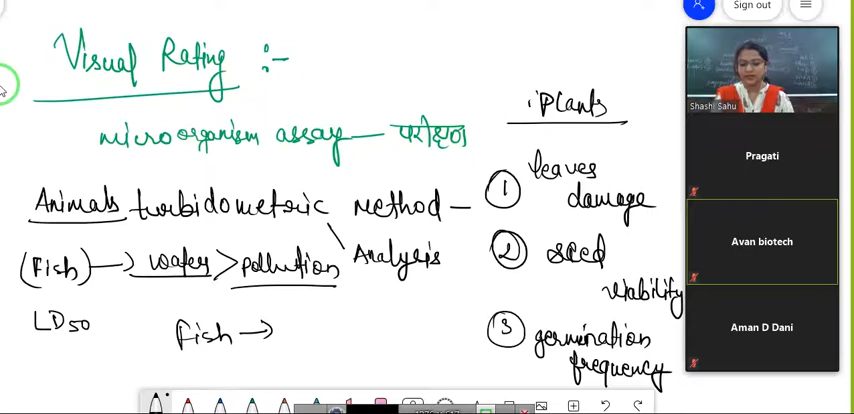 Sign out
Visual Rating :-
microorganism assay — परीक्षण
Animals turbidometric method —
Analysis
(Fish) → water > pollution
LD50
Fish →
Plants
① leaves
damage
② seed
viability
③ germination
frequency
Shashi Sahu
Pragati
Avan biotech
Aman D Dani